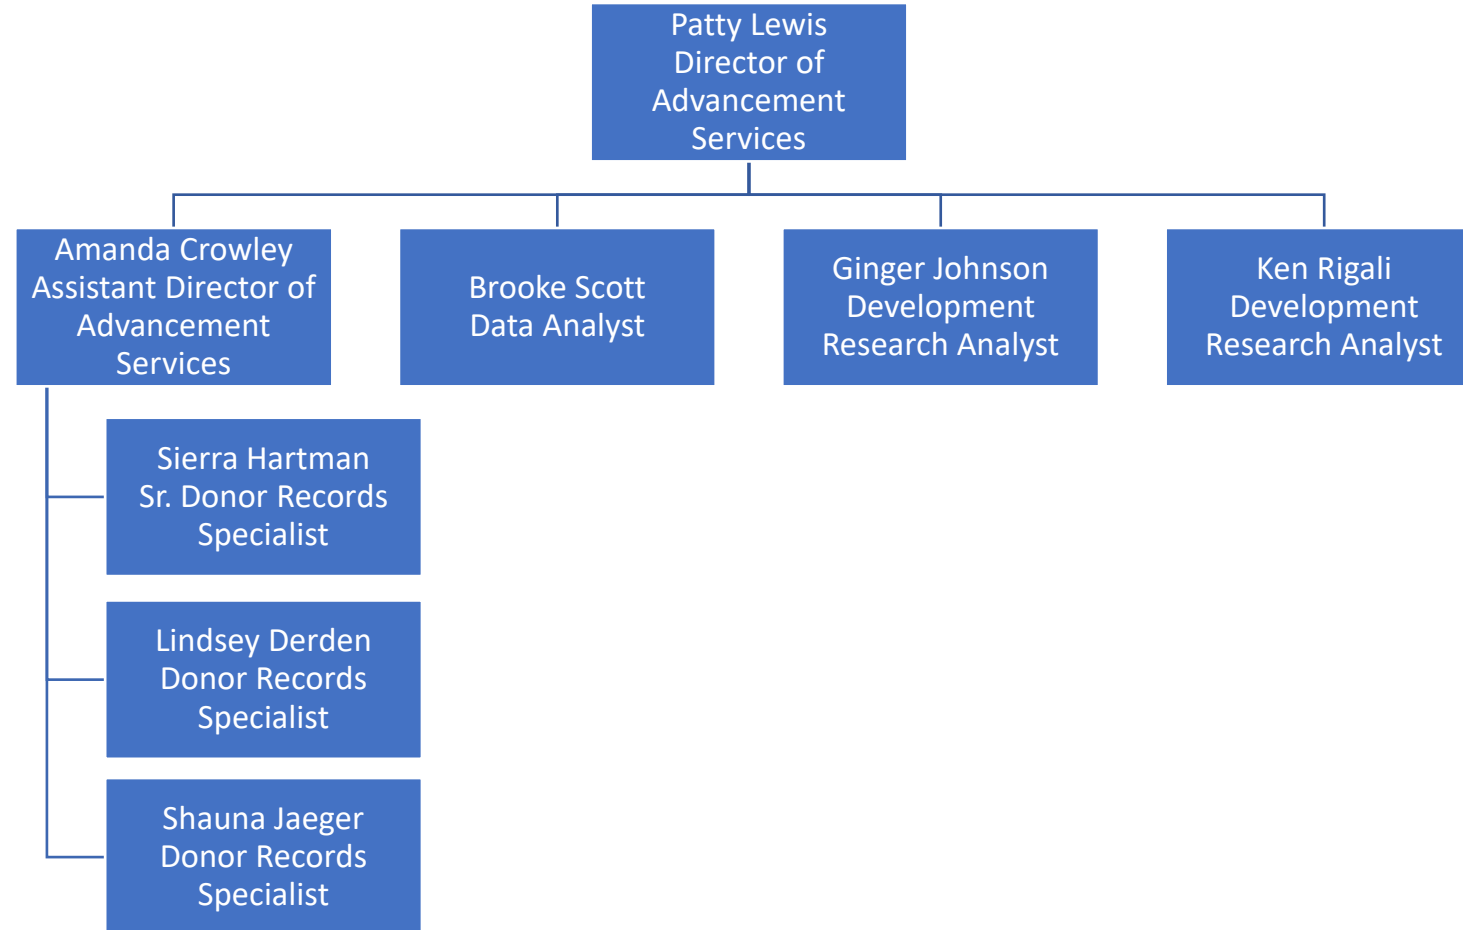 Patty Lewis
Director of
Advancement
Services
Amanda Crowley
Assistant Director of
Advancement
Services
Brooke Scott
Data Analyst
Ginger Johnson
Development
Research Analyst
Ken Rigali
Development
Research Analyst
Sierra Hartman
Sr. Donor Records
Specialist
Lindsey Derden
Donor Records
Specialist
Shauna Jaeger
Donor Records
Specialist